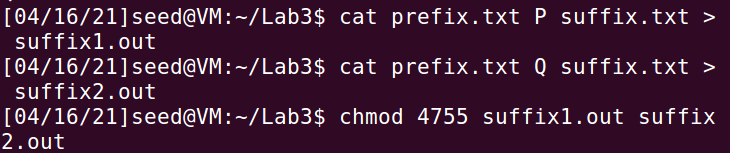 [04/16/21]seed@VM:~/Lab3$ cat prefix.txt P suffix.txt >
 suffix1.out
[04/16/21]seed@VM:~/Lab3$ cat prefix.txt Q suffix.txt >
 suffix2.out
[04/16/21]seed@VM:~/Lab3$ chmod 4755 suffix1.out suffix
2.out